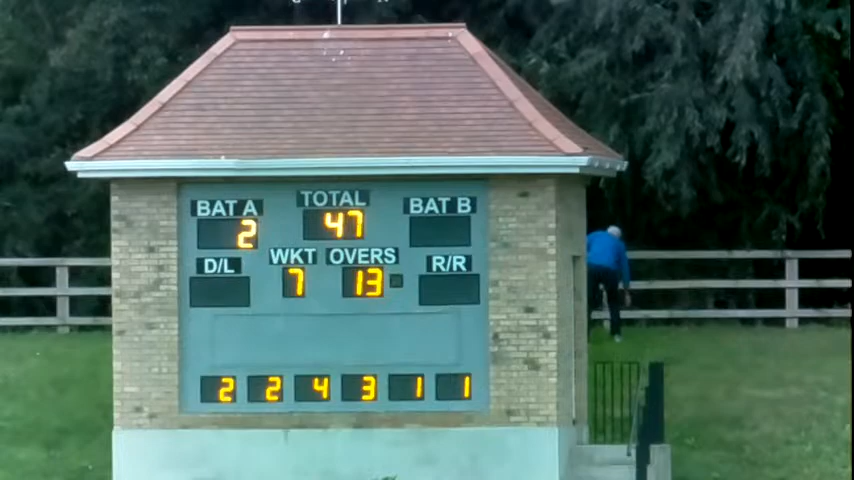 BAT A TOTAL BAT B
2 47
D/L WKT OVERS R/R
7 13
2 2 4 3 1 1